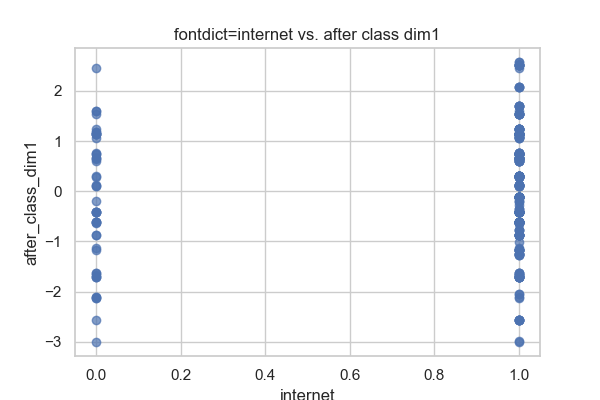 fontdict=internet vs. after class dim1
after_class_dim1
2
1
0
−1
−2
−3
0.0 0.2 0.4 0.6 0.8 1.0
internet